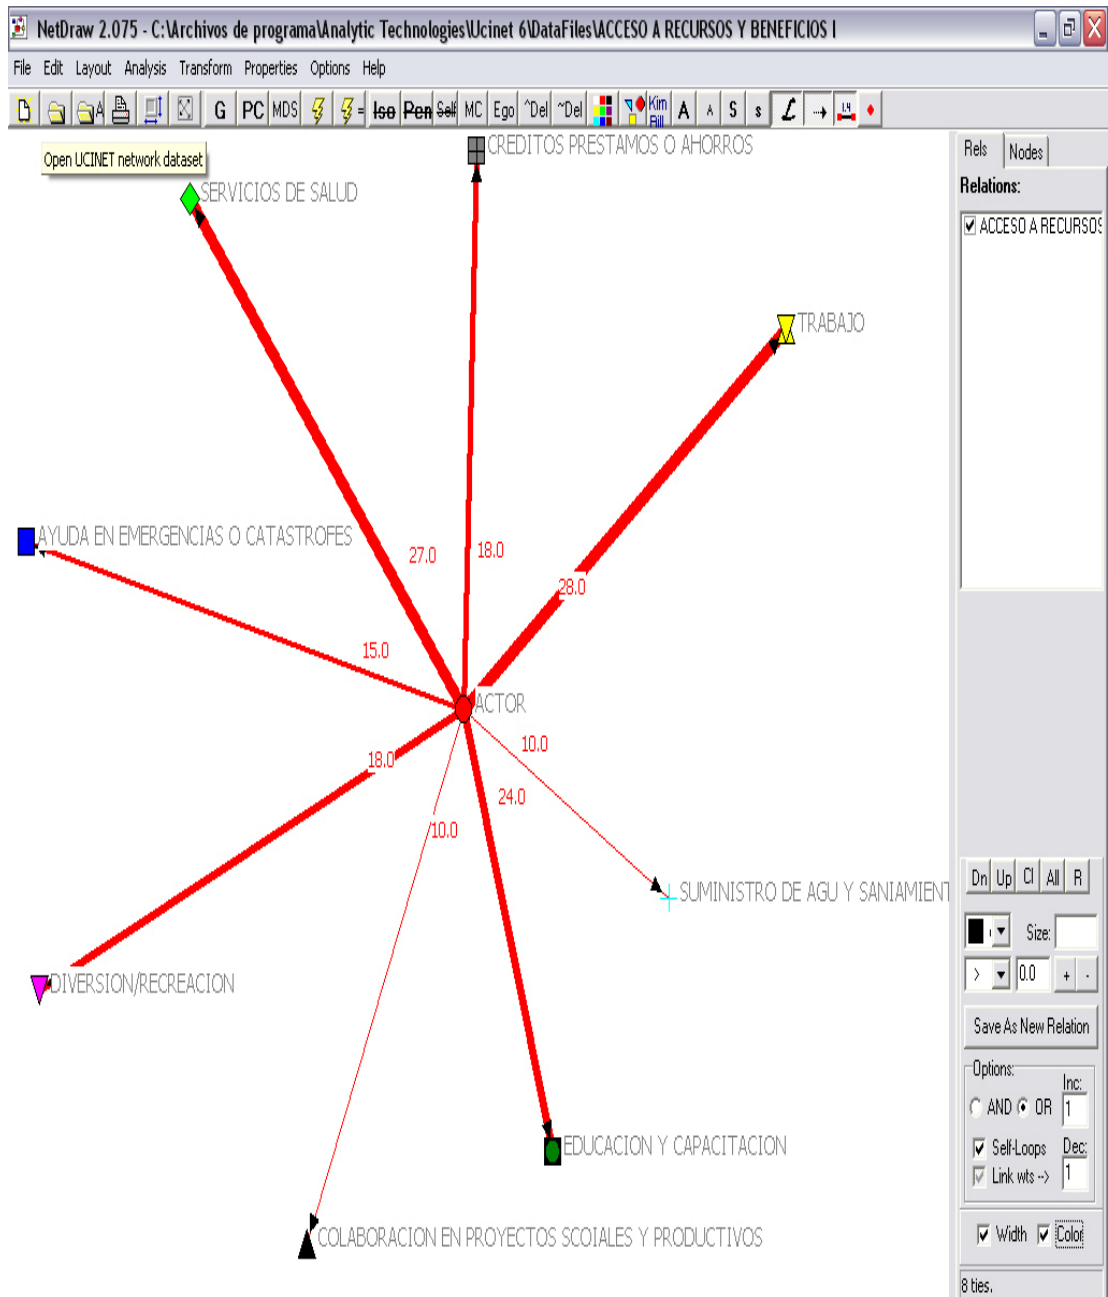 NetDraw 2.075 - C:\Archivos de programa\Analytic Technologies\Ucinet 6\DataFiles\ACCESO A RECURSOS Y BENEFICIOS I
File Edit Layout Analysis Transform Properties Options Help
A G PC MDS = Iso Pen Self MC Ego ^Del ~Del Kim Bill A A S s L 1.4
Open UCINET network dataset
CREDITOS PRESTAMOS O AHORROS
SERVICIOS DE SALUD
TRABAJO
AYUDA EN EMERGENCIAS O CATASTROFES
27.0
18.0
28.0
15.0
ACTOR
10.0
18.0
24.0
10.0
SUMINISTRO DE AGU Y SANIAMIENT
DIVERSION/RECREACION
EDUCACION Y CAPACITACION
COLABORACION EN PROYECTOS SCOIALES Y PRODUCTIVOS
Rels Nodes
Relations:
ACCESO A RECURSOS
Dn Up Cl All R
Size:
> 0.0 + -
Save As New Relation
Options:
Inc:
AND OR 1
Self-Loops Dec:
Link wts --> 1
Width Color
8 ties.